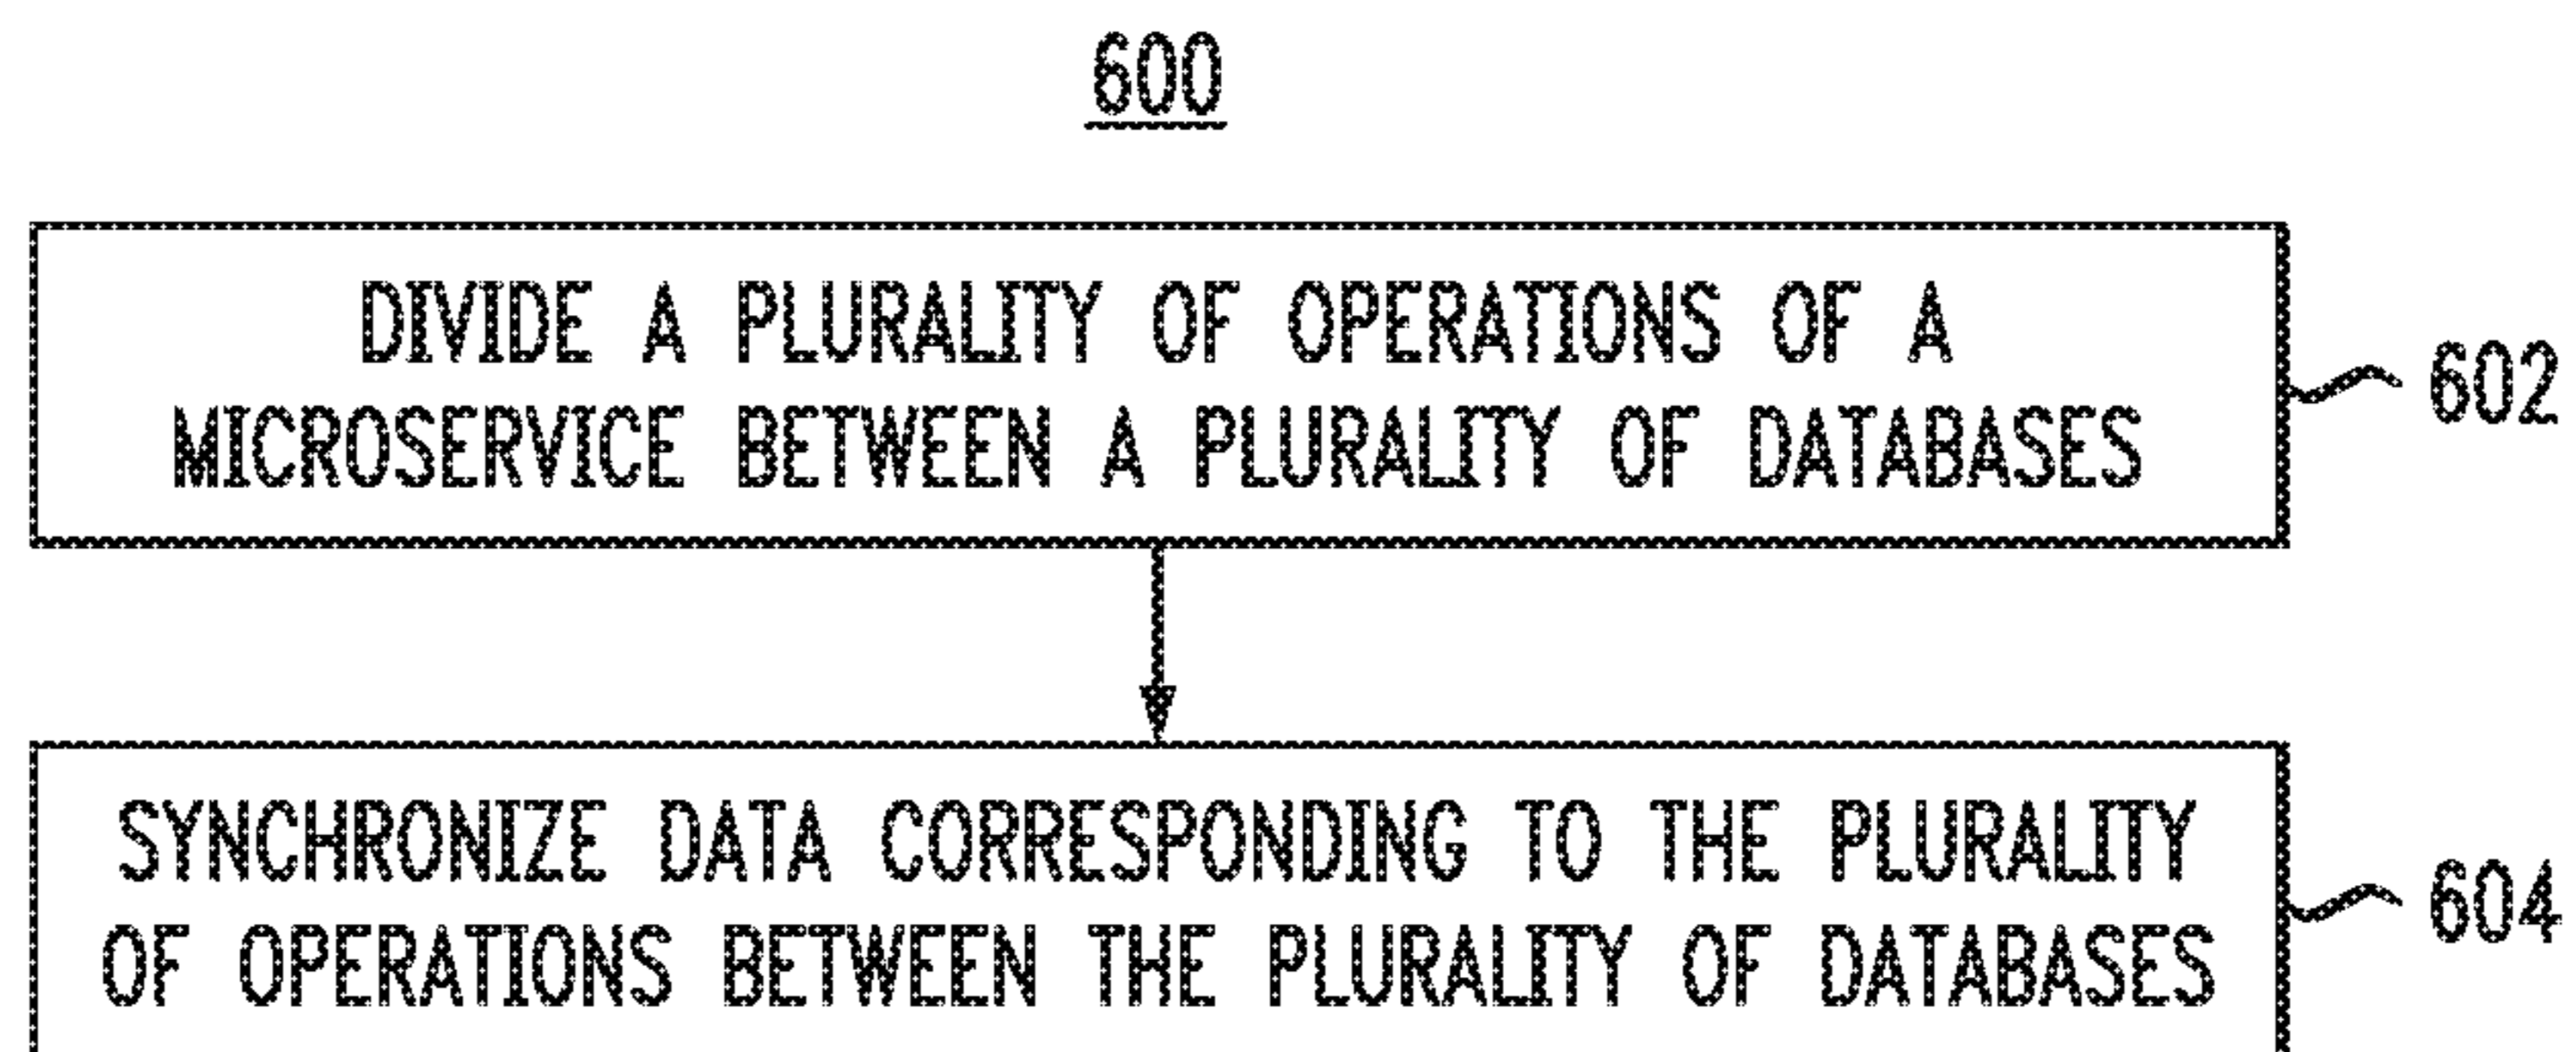 600
DIVIDE A PLURALITY OF OPERATIONS OF A
MICROSERVICE BETWEEN A PLURALITY OF DATABASES
602
SYNCHRONIZE DATA CORRESPONDING TO THE PLURALITY
OF OPERATIONS BETWEEN THE PLURALITY OF DATABASES
604